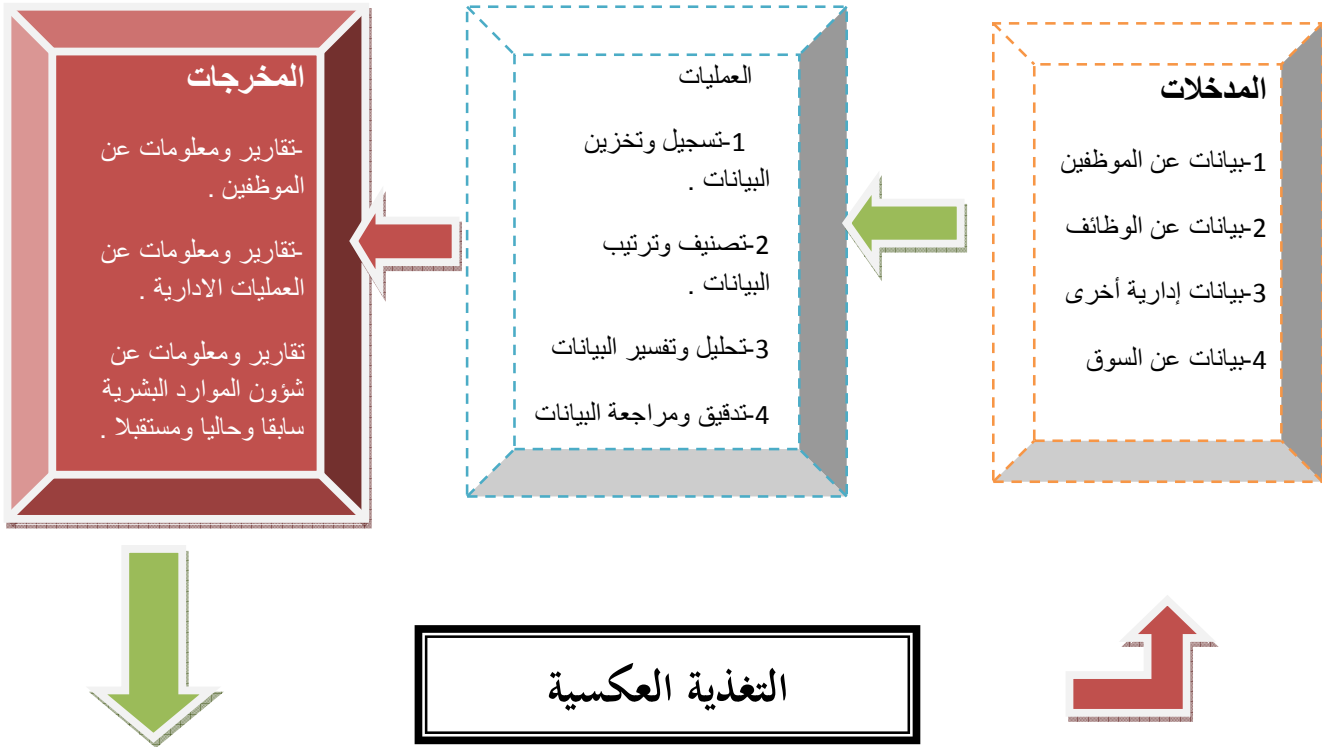 المدخلات
1-بيانات عن الموظفين
2-بيانات عن الوظائف
3-بيانات إدارية أخرى
4-بيانات عن السوق
العمليات
1-تسجيل وتخزين
البيانات .
2-تصنيف وترتيب
البيانات .
3-تحليل وتفسير البيانات
4-تدقيق ومراجعة البيانات
المخرجات
-تقارير ومعلومات عن
الموظفين .
-تقارير ومعلومات عن
العمليات الادارية .
تقارير ومعلومات عن
شؤون الموارد البشرية
سابقا وحاليا ومستقبلا .
التغذية العكسية